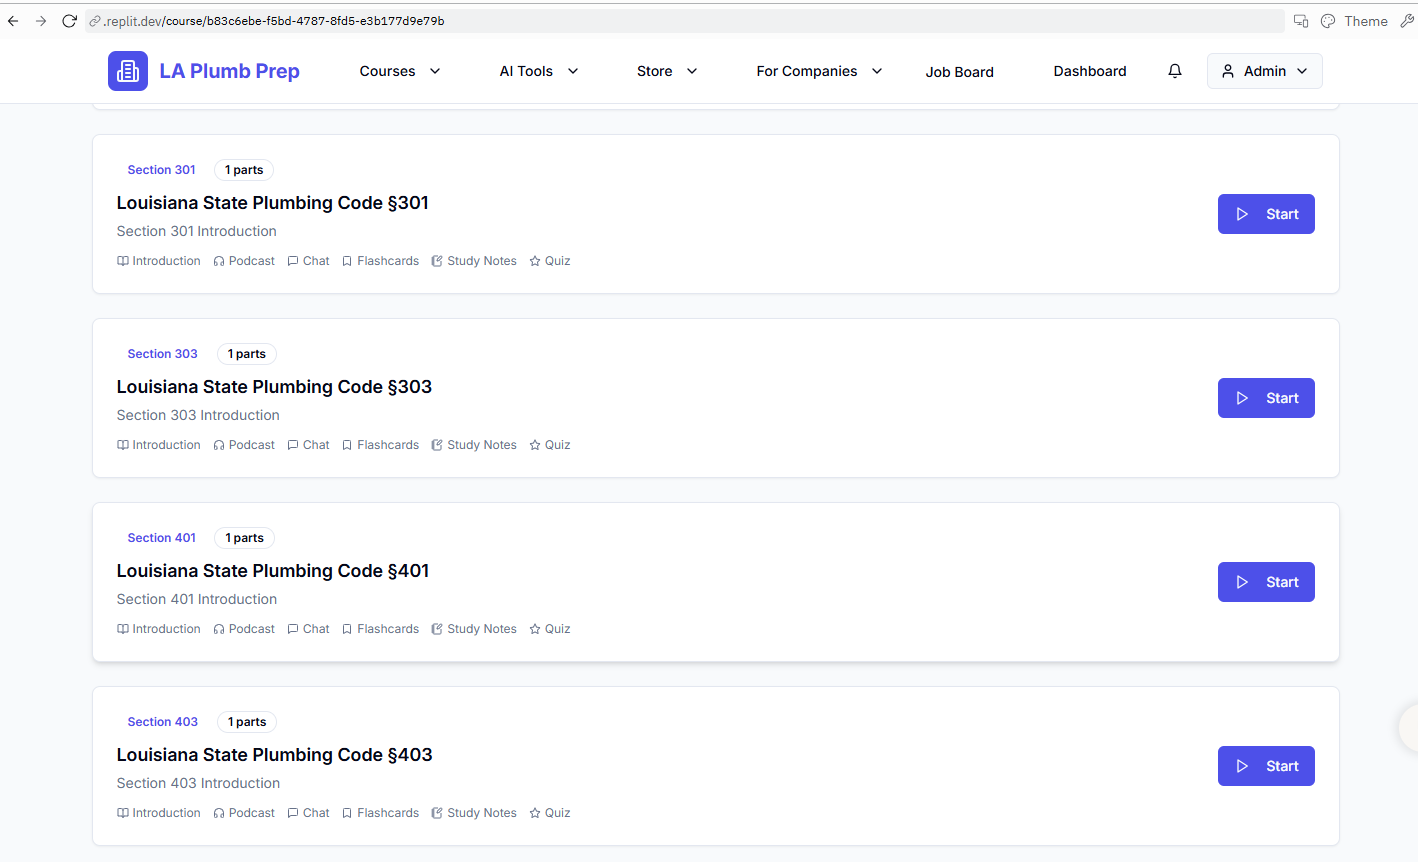 .replit.dev/course/b83c6ebe-f5bd-4787-8fd5-e3b177d9e79b Theme
LA Plumb Prep Courses AI Tools Store For Companies Job Board Dashboard Admin
Section 301 1 parts
Louisiana State Plumbing Code §301
Section 301 Introduction
Introduction Podcast Chat Flashcards Study Notes Quiz
Start
Section 303 1 parts
Louisiana State Plumbing Code §303
Section 303 Introduction
Introduction Podcast Chat Flashcards Study Notes Quiz
Start
Section 401 1 parts
Louisiana State Plumbing Code §401
Section 401 Introduction
Introduction Podcast Chat Flashcards Study Notes Quiz
Start
Section 403 1 parts
Louisiana State Plumbing Code §403
Section 403 Introduction
Introduction Podcast Chat Flashcards Study Notes Quiz
Start